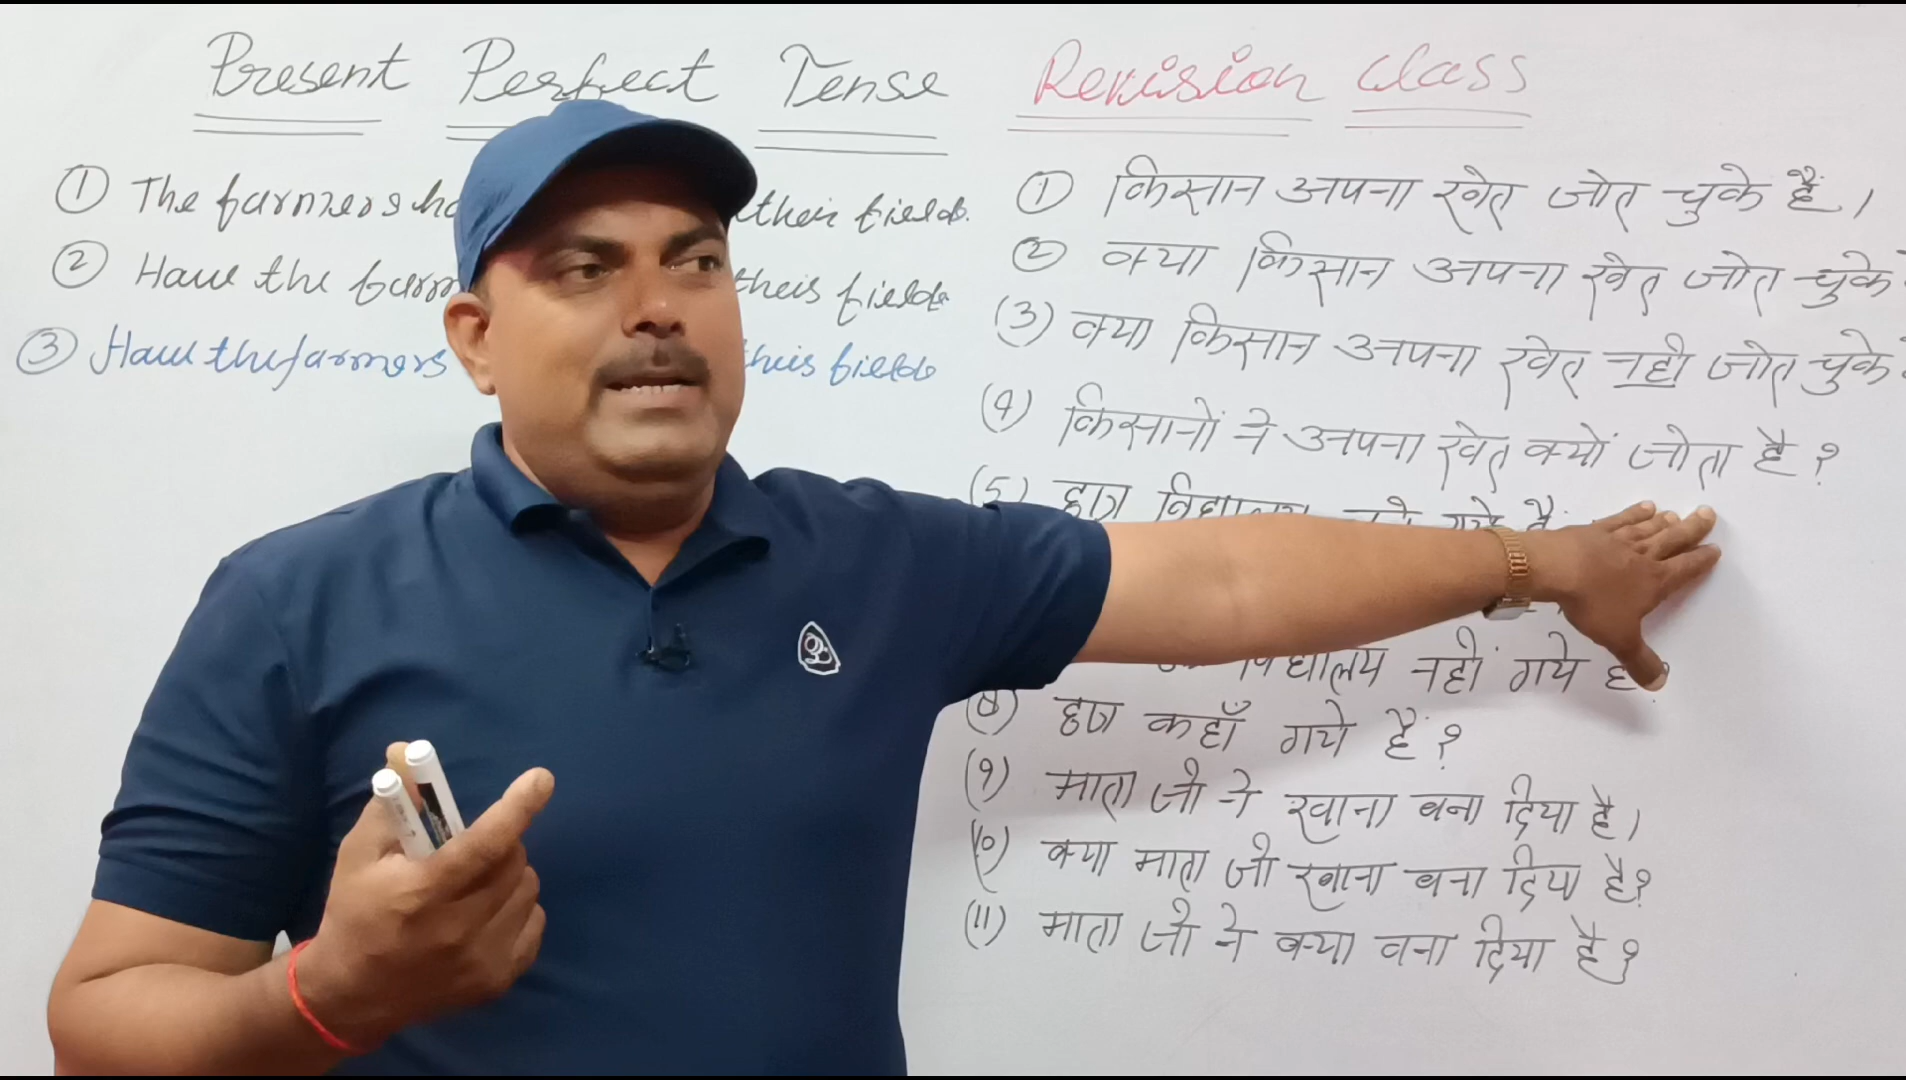 Present Perfect Tense Revision Class
① The farmers their fields.
② Have the their fields
③ Have the farmers their fields
① किसान अपना खेत जोत चुके हैं।
② क्या किसान अपना खेत जोत चुके
(3) क्या किसान अपना खेत नही जोत चुके
(4) किसानों ने अपना खेत क्यों जोता है?
(5) छात्र
विद्यालय नहीं गये
(8) छात्र कहाँ गये हैं?
(9) माता जी ने खाना बना दिया है।
(10) क्या माता जी खाना बना दिया है?
(11) माता जी ने क्या बना दिया है?